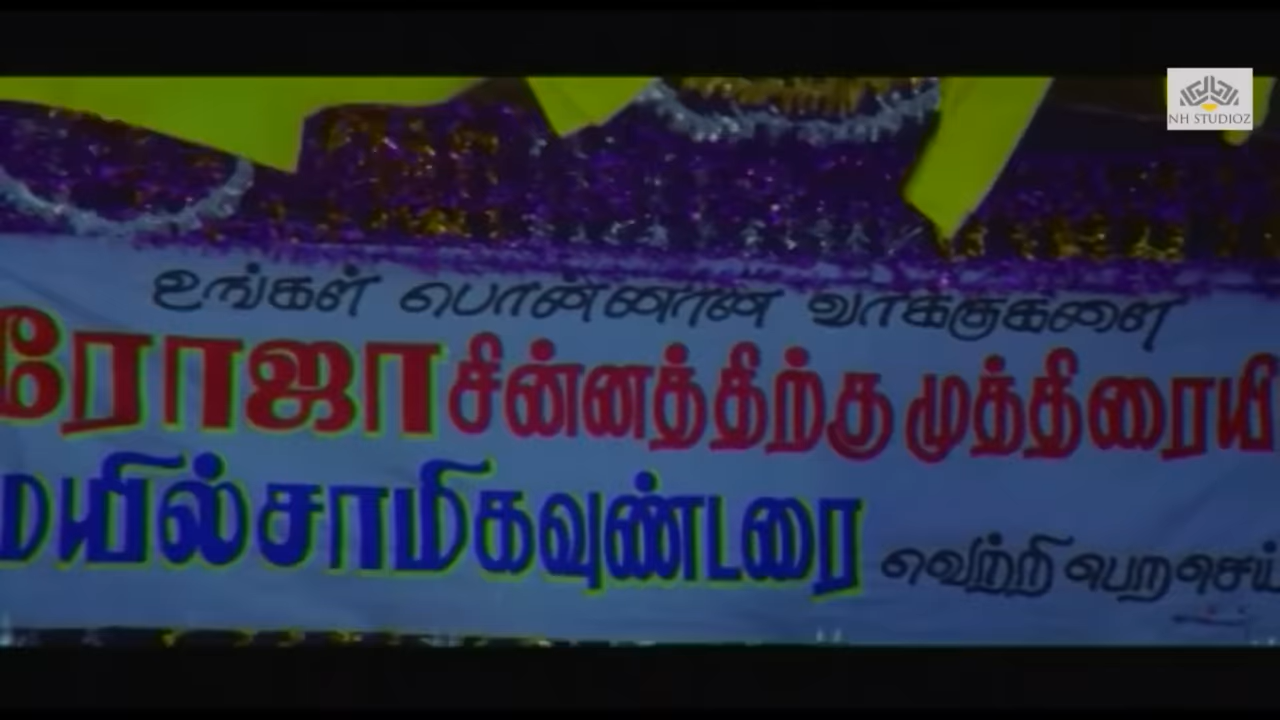 NH STUDIOZ
உங்கள் பொன்னான வாக்குகளை
ரோஜா சின்னத்திற்கு முத்திரையி
மயில்சாமிகவுண்டரை வெற்றி பெறசெய்